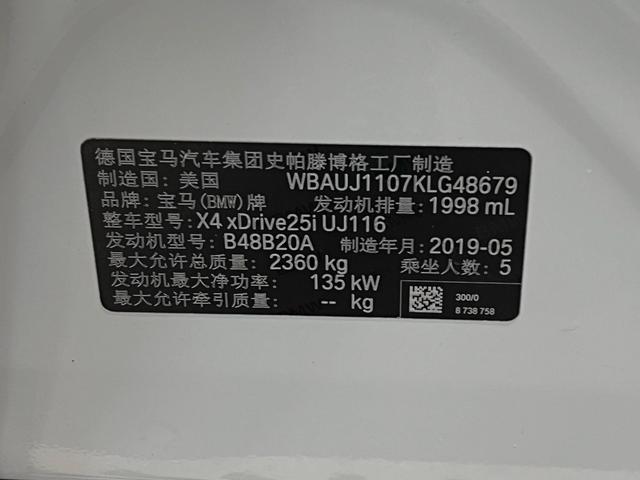 德国宝马汽车集团史帕滕博格工厂制造
制造国: 美国 WBAUJ1107KLG48679
品牌: 宝马(BMW)牌 发动机排量: 1998 mL
整车型号: X4 xDrive25i UJ116
发动机型号: B48B20A 制造年月: 2019-05
最大允许总质量: 2360 kg 乘坐人数: 5
发动机最大净功率: 135 kW
最大允许牵引质量: -- kg
300/0
8 738 758